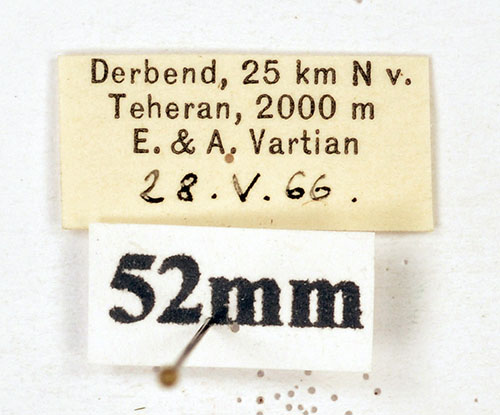 Derbend, 25 km N v.
Teheran, 2000 m
E. & A. Vartian
28.V.66.
52mm